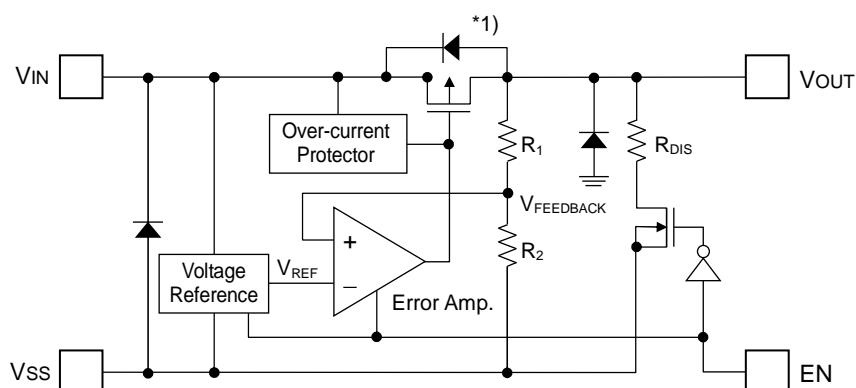 *1)
VIN
VOUT
Over-current
Protector
R1
RDIS
VFEEDBACK
+
R2
Voltage
Reference
VREF
−
Error Amp.
VSS
EN